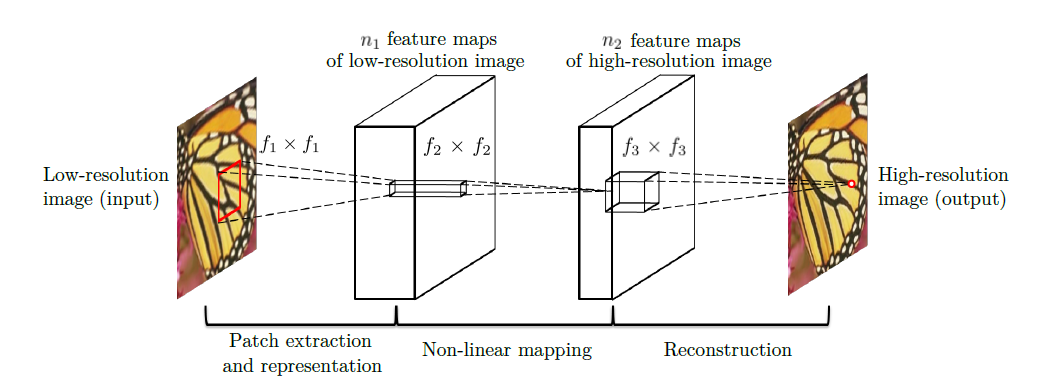 n₁ feature maps
of low-resolution image
n₂ feature maps
of high-resolution image
f₁ × f₁
f₂ × f₂
f₃ × f₃
Low-resolution
image (input)
High-resolution
image (output)
Patch extraction
and representation
Non-linear mapping
Reconstruction